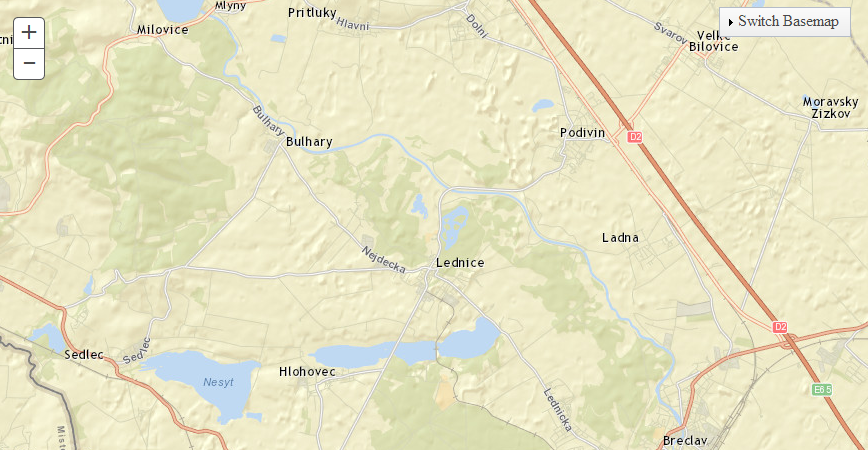 Mlyny
Pritluky
Hlavni
Dolni
Switch Basemap
+
−
Milovice
Svarov
Velke
Bilovice
Moravsky
Zizkov
Bulhary
Bulhary
Podivin
D2
Ladna
Nejdecka
Lednice
D2
Sedlec
Sedlec
Nesyt
Hlohovec
Lednicka
E65
Breclav